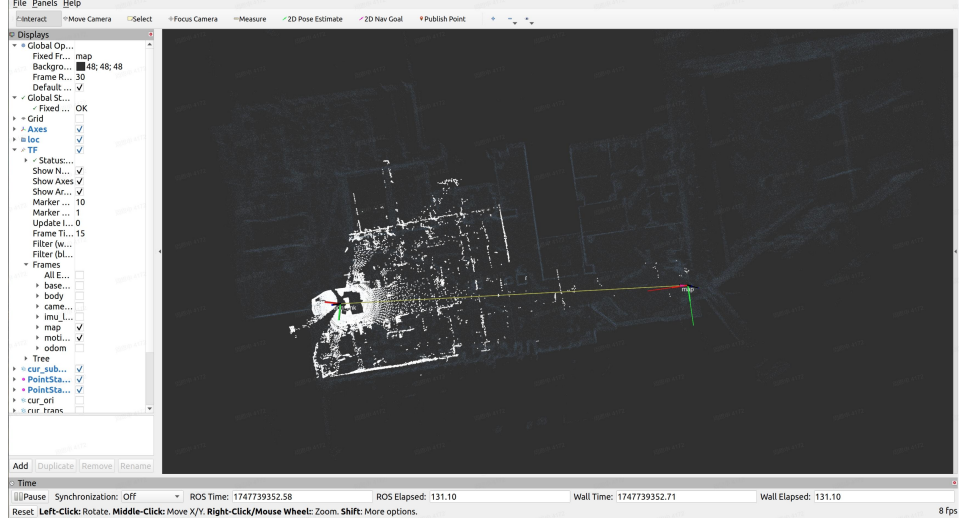 File Panels Help
Interact Move Camera Select Focus Camera Measure 2D Pose Estimate 2D Nav Goal Publish Point
Displays
Global Op...
Fixed Fr... map
Backgro... 48; 48; 48
Frame R... 30
Default ...
Global St...
Fixed ... OK
Grid
Axes
loc
TF
Status:...
Show N...
Show Axes
Show Ar...
Marker ... 10
Marker ... 1
Update I... 0
Frame Ti... 15
Filter (w...
Filter (bl...
Frames
All E...
base...
body
came...
imu_l...
map
moti...
odom
Tree
cur_sub...
PointSta...
PointSta...
cur_ori
cur_trans
map
Add Duplicate Remove Rename
Time
Pause Synchronization: Off ROS Time: 1747739352.58 ROS Elapsed: 131.10 Wall Time: 1747739352.71 Wall Elapsed: 131.10
Reset Left-Click: Rotate. Middle-Click: Move X/Y. Right-Click/Mouse Wheel:: Zoom. Shift: More options. 8 fps